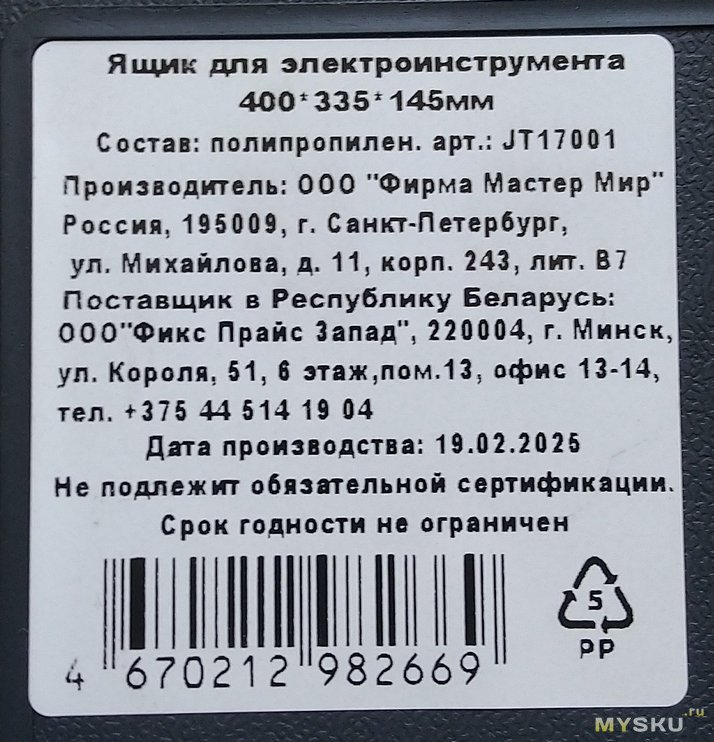 Ящик для электроинструмента
400*335*145мм
Состав: полипропилен. арт.: JT17001
Производитель: ООО "Фирма Мастер Мир"
Россия, 195009, г. Санкт-Петербург,
ул. Михайлова, д. 11, корп. 243, лит. В7
Поставщик в Республику Беларусь:
ООО"Фикс Прайс Запад", 220004, г. Минск,
ул. Короля, 51, 6 этаж,пом.13, офис 13-14,
тел. +375 44 514 19 04
Дата производства: 19.02.2025
Не подлежит обязательной сертификации.
Срок годности не ограничен
5
PP
4 670212 982669
MYSKU.ru